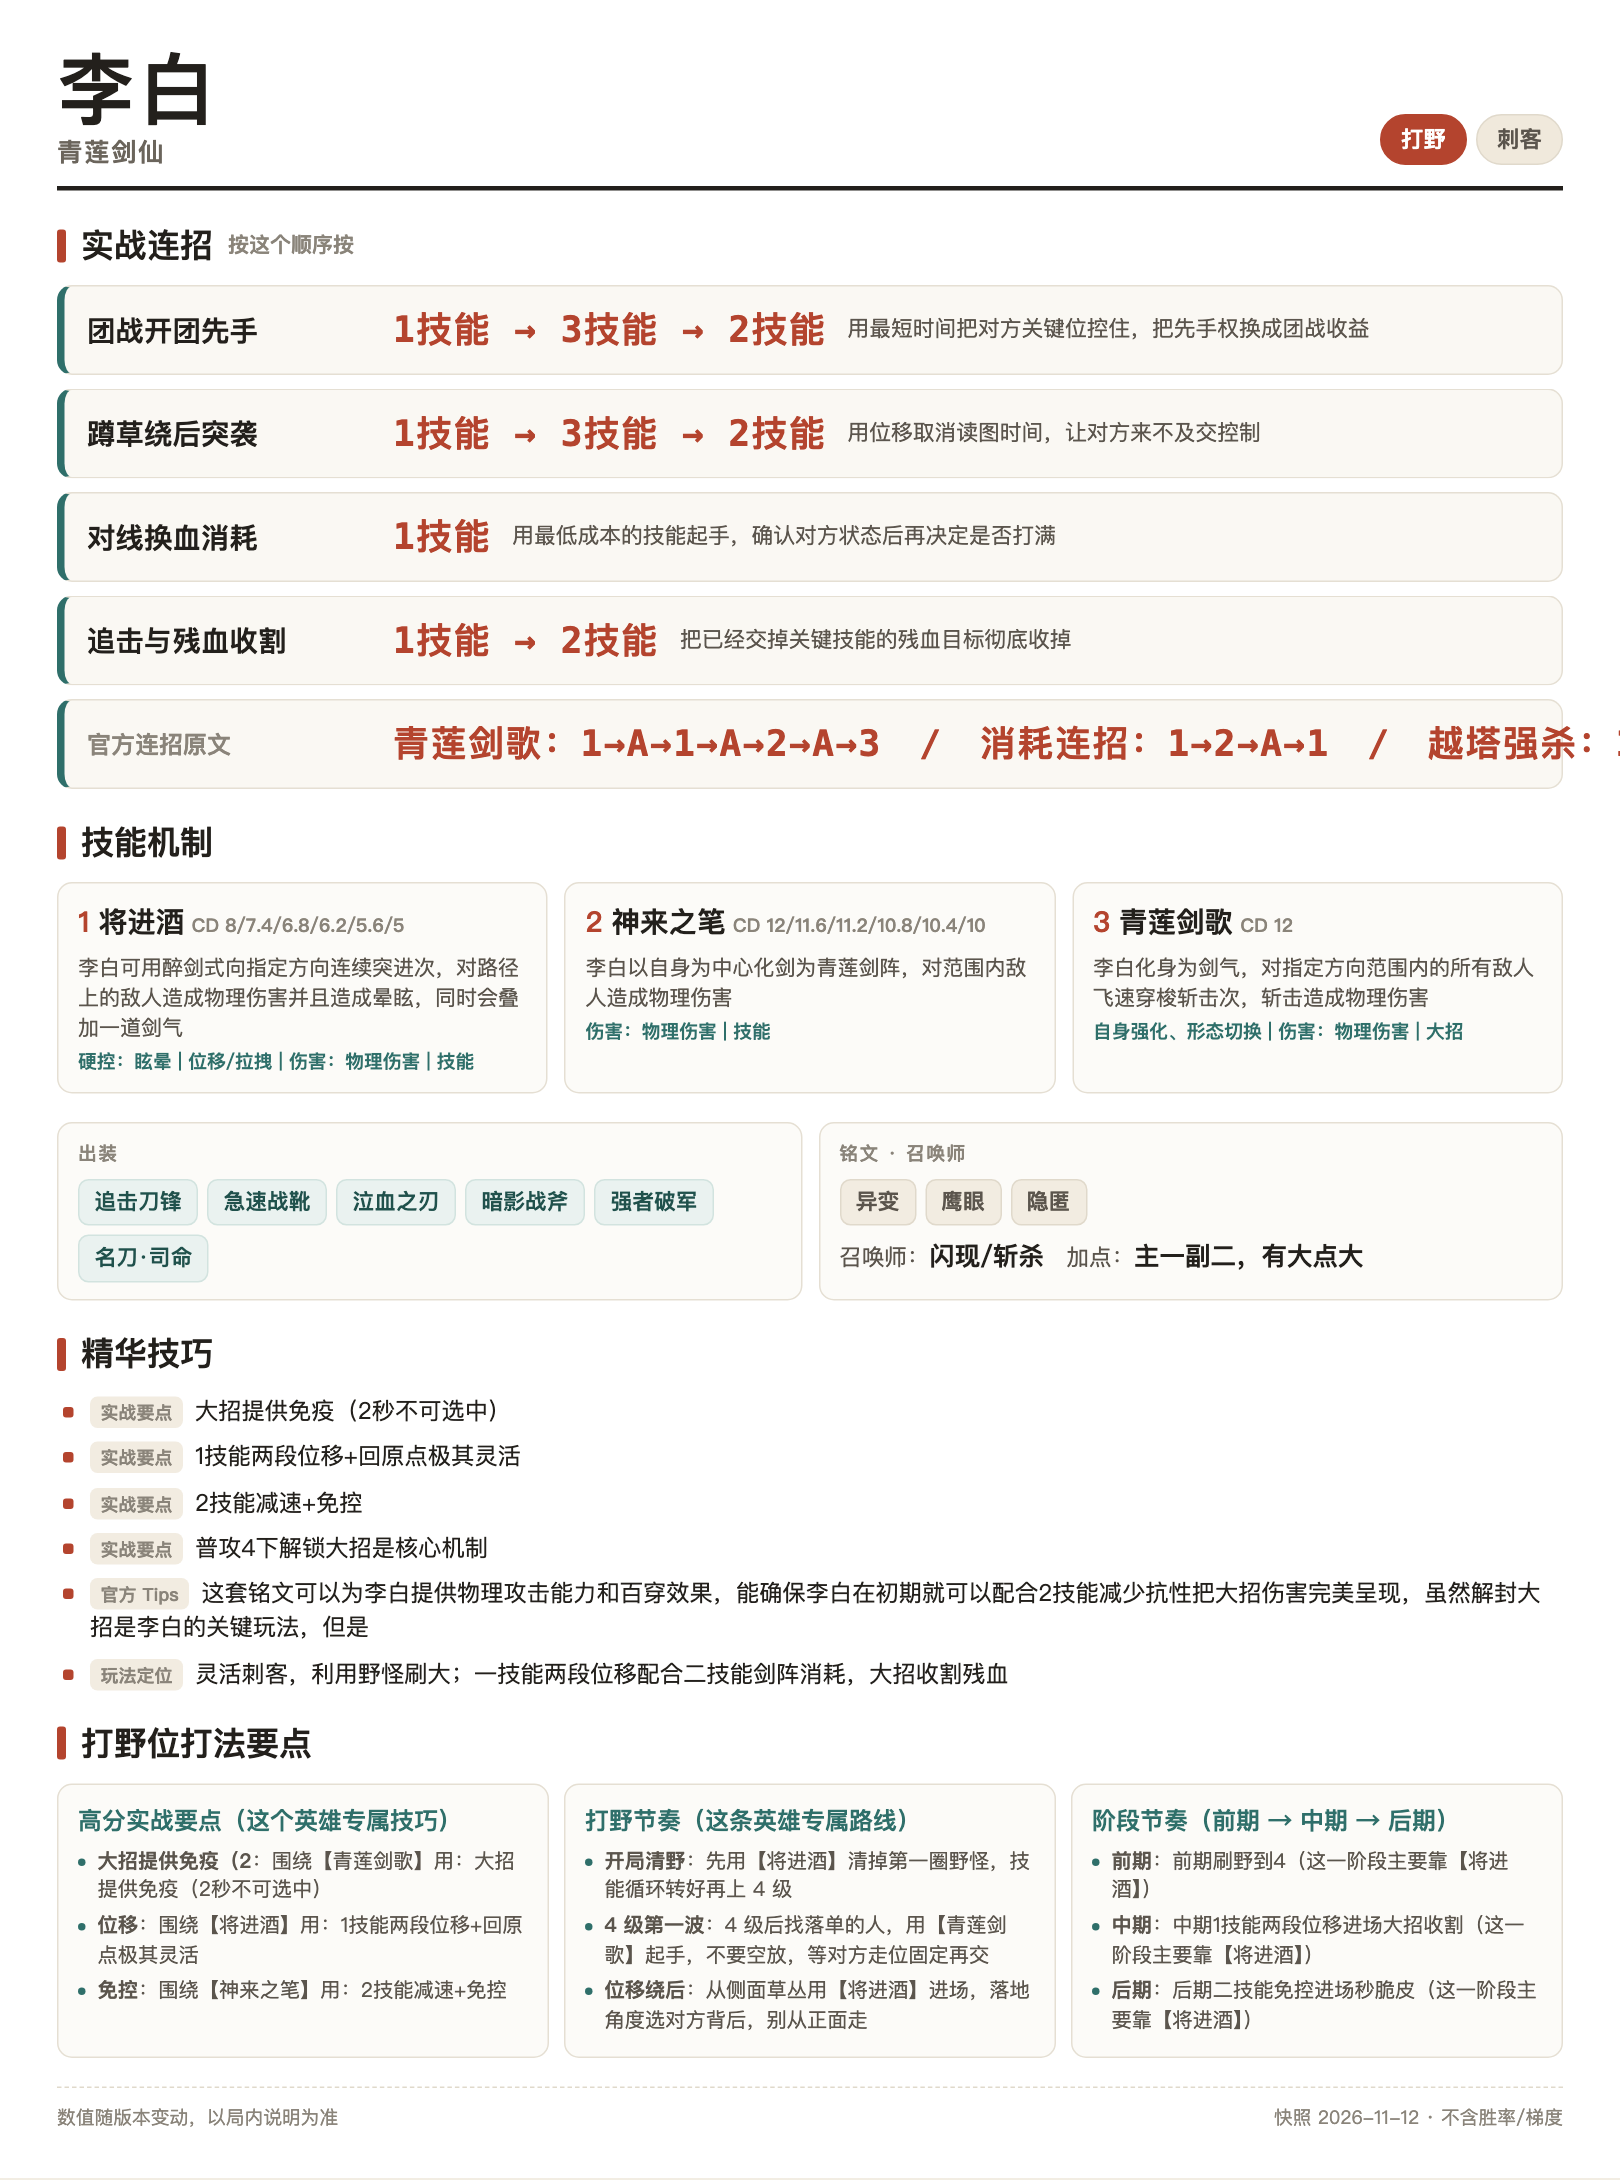 李白
青莲剑仙
打野 刺客
实战连招 按这个顺序按
团战开团先手 1技能 → 3技能 → 2技能 用最短时间把对方关键位控住，把先手权换成团战收益
蹲草绕后突袭 1技能 → 3技能 → 2技能 用位移取消读图时间，让对方来不及交控制
对线换血消耗 1技能 用最低成本的技能起手，确认对方状态后再决定是否打满
追击与残血收割 1技能 → 2技能 把已经交掉关键技能的残血目标彻底收掉
官方连招原文 青莲剑歌：1→A→1→A→2→A→3 / 消耗连招：1→2→A→1 / 越塔强杀：
技能机制
1 将进酒 CD 8/7.4/6.8/6.2/5.6/5
李白可用醉剑式向指定方向连续突进次，对路径
上的敌人造成物理伤害并且造成晕眩，同时会叠
加一道剑气
硬控：眩晕 | 位移/拉拽 | 伤害：物理伤害 | 技能
2 神来之笔 CD 12/11.6/11.2/10.8/10.4/10
李白以自身为中心化剑为青莲剑阵，对范围内敌
人造成物理伤害
伤害：物理伤害 | 技能
3 青莲剑歌 CD 12
李白化身为剑气，对指定方向范围内的所有敌人
飞速穿梭斩击次，斩击造成物理伤害
自身强化、形态切换 | 伤害：物理伤害 | 大招
出装
追击刀锋 急速战靴 泣血之刃 暗影战斧 强者破军
名刀·司命
铭文 · 召唤师
异变 鹰眼 隐匿
召唤师：闪现/斩杀 加点：主一副二，有大点大
精华技巧
实战要点 大招提供免疫（2秒不可选中）
实战要点 1技能两段位移+回原点极其灵活
实战要点 2技能减速+免控
实战要点 普攻4下解锁大招是核心机制
官方 Tips 这套铭文可以为李白提供物理攻击能力和百穿效果，能确保李白在初期就可以配合2技能减少抗性把大招伤害完美呈现，虽然解封大
招是李白的关键玩法，但是
玩法定位 灵活刺客，利用野怪刷大；一技能两段位移配合二技能剑阵消耗，大招收割残血
打野位打法要点
高分实战要点（这个英雄专属技巧）
大招提供免疫（2：围绕【青莲剑歌】用：大招
提供免疫（2秒不可选中）
位移：围绕【将进酒】用：1技能两段位移+回原
点极其灵活
免控：围绕【神来之笔】用：2技能减速+免控
打野节奏（这条英雄专属路线）
开局清野：先用【将进酒】清掉第一圈野怪，技
能循环转好再上 4 级
4 级第一波：4 级后找落单的人，用【青莲剑
歌】起手，不要空放，等对方走位固定再交
位移绕后：从侧面草丛用【将进酒】进场，落地
角度选对方背后，别从正面走
阶段节奏（前期 → 中期 → 后期）
前期：前期刷野到4（这一阶段主要靠【将进
酒】）
中期：中期1技能两段位移进场大招收割（这一
阶段主要靠【将进酒】）
后期：后期二技能免控进场秒脆皮（这一阶段主
要靠【将进酒】）
数值随版本变动，以局内说明为准
快照 2026-11-12 · 不含胜率/梯度